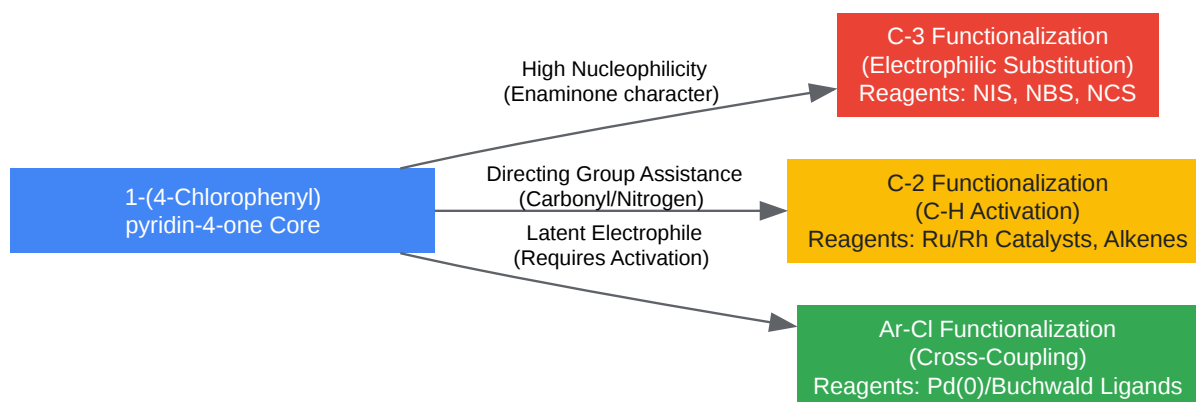 1-(4-Chlorophenyl)
pyridin-4-one Core
High Nucleophilicity
(Enaminone character)
Directing Group Assistance
(Carbonyl/Nitrogen)
Latent Electrophile
(Requires Activation)
C-3 Functionalization
(Electrophilic Substitution)
Reagents: NIS, NBS, NCS
C-2 Functionalization
(C-H Activation)
Reagents: Ru/Rh Catalysts, Alkenes
Ar-Cl Functionalization
(Cross-Coupling)
Reagents: Pd(0)/Buchwald Ligands